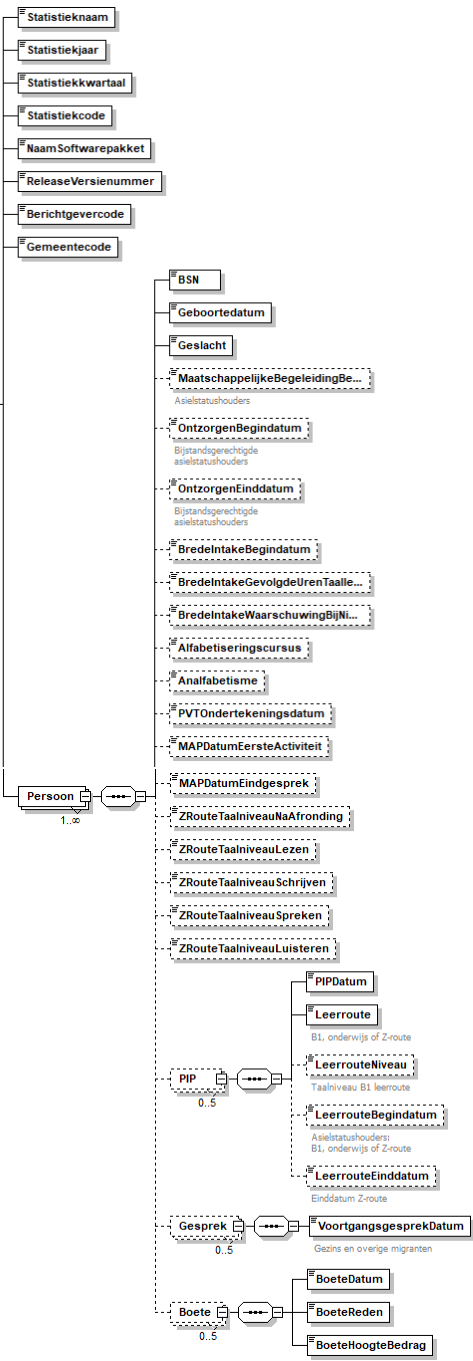 Statistieknaam
Statistiekjaar
Statistiekkwartaal
Statistiekcode
NaamSoftwarepakket
ReleaseVersienummer
Berichtgevercode
Gemeentecode
BSN
Geboortedatum
Geslacht
MaatschappelijkeBegeleidingBe...
Asielstatushouders
OntzorgenBegindatum
Bijstandsgerechtigde
asielstatushouders
OntzorgenEinddatum
Bijstandsgerechtigde
asielstatushouders
BredeIntakeBegindatum
BredeIntakeGevolgdeUrenTaalle...
BredeIntakeWaarschuwingBijNi...
Alfabetiseringscursus
Analfabetisme
PVTOndertekeningsdatum
MAPDatumEersteActiviteit
Persoon
1..∞
MAPDatumEindgesprek
ZRouteTaalniveauNaAfronding
ZRouteTaalniveauLezen
ZRouteTaalniveauSchrijven
ZRouteTaalniveauSpreken
ZRouteTaalniveauLuisteren
PIP
0..5
PIPDatum
Leerroute
B1, onderwijs of Z-route
LeerrouteNiveau
Taalniveau B1 leerroute
LeerrouteBegindatum
Asielstatushouders:
B1, onderwijs of Z-route
LeerrouteEinddatum
Einddatum Z-route
Gesprek
0..5
VoortgangsgesprekDatum
Gezins en overige migranten
Boete
0..5
BoeteDatum
BoeteReden
BoeteHoogteBedrag